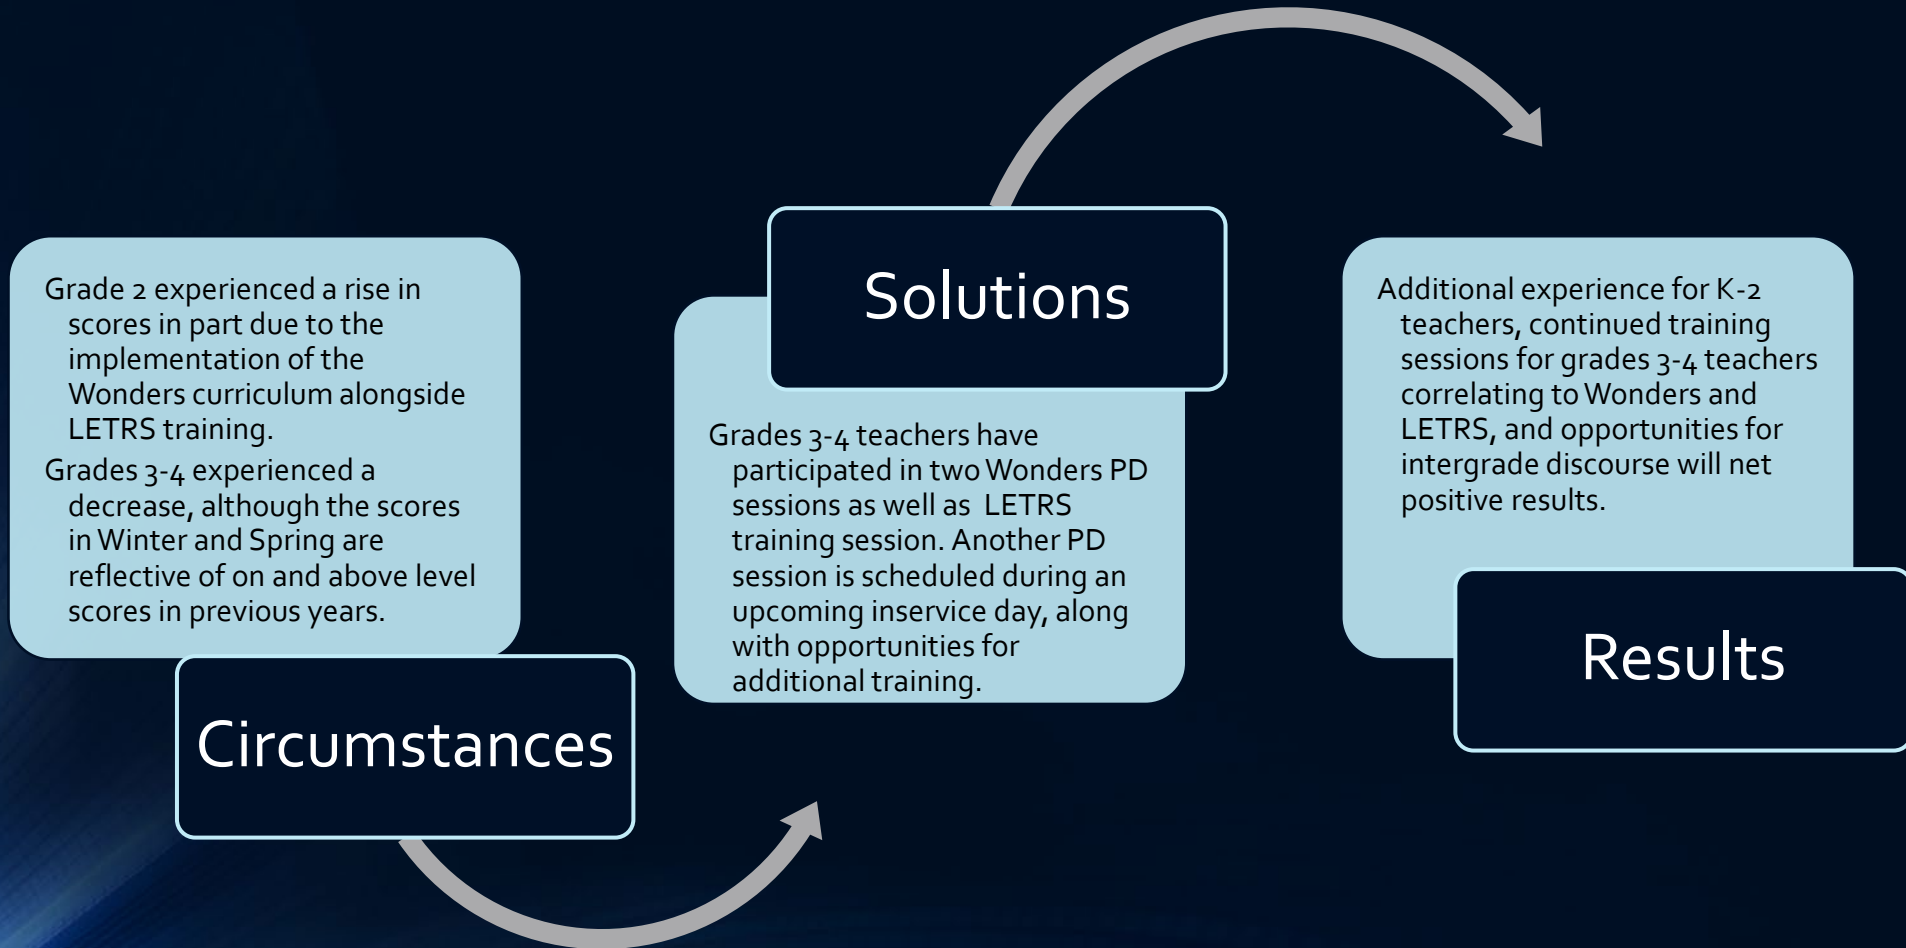 Grade 2 experienced a rise in
scores in part due to the
implementation of the
Wonders curriculum alongside
LETRS training.
Grades 3-4 experienced a
decrease, although the scores
in Winter and Spring are
reflective of on and above level
scores in previous years.
Circumstances
Solutions
Grades 3-4 teachers have
participated in two Wonders PD
sessions as well as LETRS
training session. Another PD
session is scheduled during an
upcoming inservice day, along
with opportunities for
additional training.
Additional experience for K-2
teachers, continued training
sessions for grades 3-4 teachers
correlating to Wonders and
LETRS, and opportunities for
intergrade discourse will net
positive results.
Results